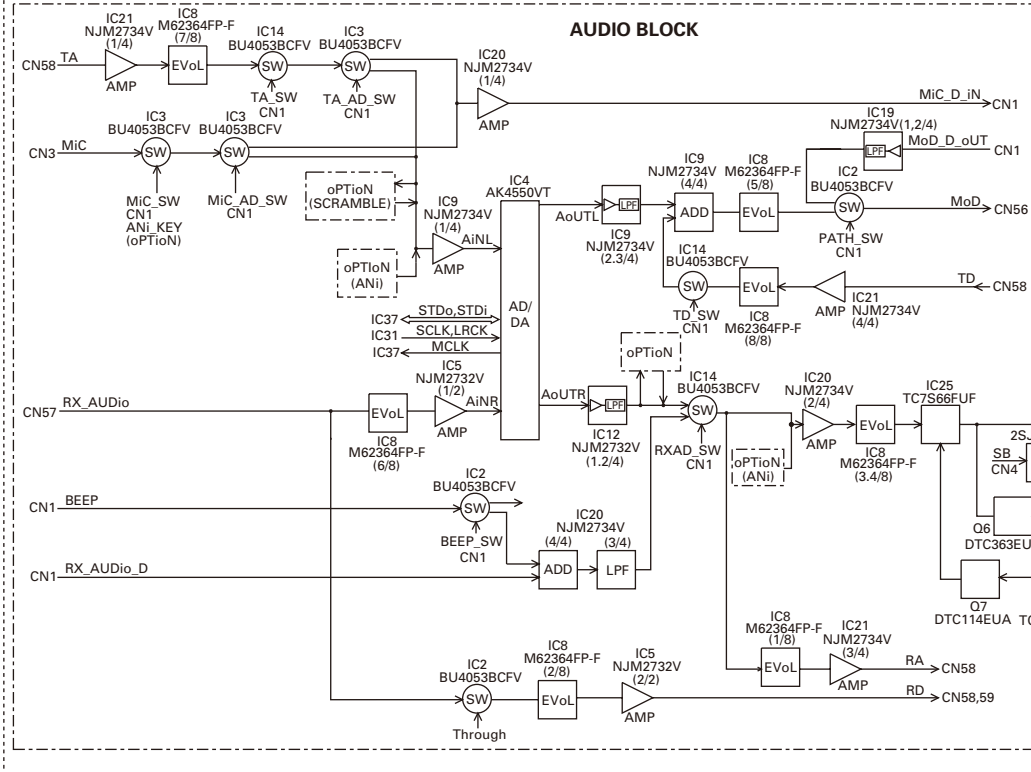 AUDIO BLOCK
IC21
NJM2734V
(1/4)
CN58
TA
AMP
IC8
M62364FP-F
(7/8)
EVoL
IC14
BU4053BCFV
SW
TA_SW
CN1
IC3
BU4053BCFV
SW
TA_AD_SW
CN1
IC20
NJM2734V
(1/4)
AMP
MiC_D_iN
CN1
CN3
MiC
IC3
BU4053BCFV
SW
MiC_SW
CN1
ANi_KEY
(oPTioN)
IC3
BU4053BCFV
SW
MiC_AD_SW
CN1
oPTioN
(SCRAMBLE)
oPTIoN
(ANi)
IC9
NJM2734V
(1/4)
AiNL
AMP
IC4
AK4550VT
AD/
DA
IC37
STDo,STDi
IC31
SCLK,LRCK
IC37
MCLK
AoUTL
LPF
IC9
NJM2734V
(2.3/4)
IC9
NJM2734V
(4/4)
ADD
IC8
M62364FP-F
(5/8)
EVoL
IC19
NJM2734V(1,2/4)
LPF
MoD_D_oUT
CN1
IC2
BU4053BCFV
SW
PATH_SW
CN1
MoD
CN56
IC14
BU4053BCFV
SW
TD_SW
CN1
EVoL
IC8
M62364FP-F
(8/8)
AMP
IC21
NJM2734V
(4/4)
TD
CN58
CN57
RX_AUDio
EVoL
IC8
M62364FP-F
(6/8)
IC5
NJM2732V
(1/2)
AiNR
AMP
AoUTR
LPF
IC12
NJM2732V
(1.2/4)
oPTioN
IC14
BU4053BCFV
SW
RXAD_SW
CN1
oPTioN
(ANi)
IC20
NJM2734V
(2/4)
AMP
EVoL
IC8
M62364FP-F
(3.4/8)
IC25
TC7S66FUF
2SJ
SB
CN4
Q6
DTC363EU
Q7
DTC114EUA
TC
CN1
BEEP
IC2
BU4053BCFV
SW
BEEP_SW
CN1
CN1
RX_AUDio_D
IC20
NJM2734V
(4/4)
(3/4)
ADD
LPF
IC8
M62364FP-F
(1/8)
EVoL
IC21
NJM2734V
(3/4)
AMP
RA
CN58
IC2
BU4053BCFV
SW
Through
IC8
M62364FP-F
(2/8)
EVoL
IC5
NJM2732V
(2/2)
AMP
RD
CN58,59